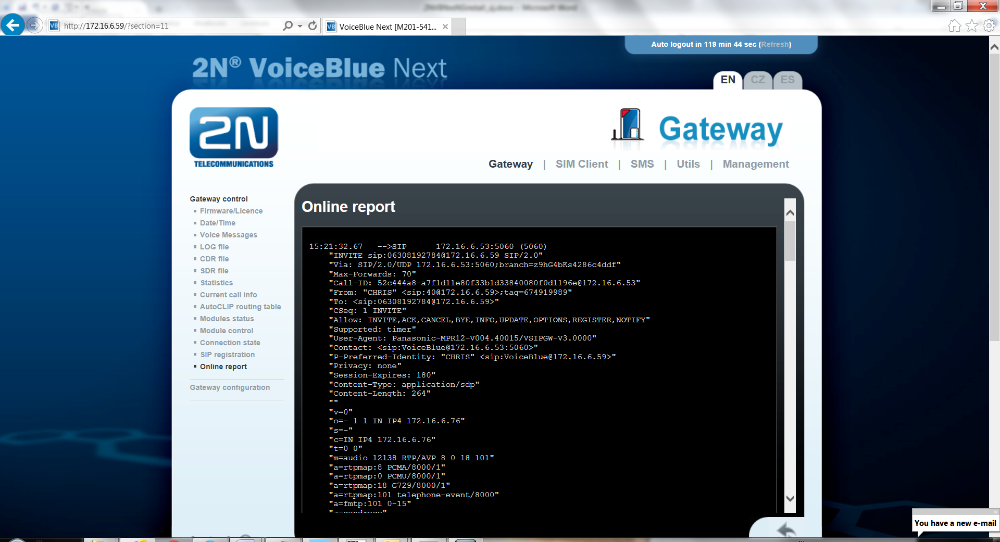 2NVBNextNGinstall_ig.docx - Microsoft Word
http://172.16.6.59/?section=11
VoiceBlue Next [M201-541...
Auto logout in 119 min 44 sec (Refresh)
2N® VoiceBlue Next
EN CZ ES
2N
TELECOMMUNICATIONS
Gateway
Gateway | SIM Client | SMS | Utils | Management
Gateway control
Firmware/Licence
Date/Time
Voice Messages
LOG file
CDR file
SDR file
Statistics
Current call info
AutoCLIP routing table
Modules status
Module control
Connection state
SIP registration
Online report
Gateway configuration
Online report
15:21:32.67 -->SIP 172.16.6.53:5060 (5060)
"INVITE sip:06308192784@172.16.6.59 SIP/2.0"
"Via: SIP/2.0/UDP 172.16.6.53:5060;branch=z9hG4bKs4286c4ddf"
"Max-Forwards: 70"
"Call-ID: 52c444a8-a7f1d11e80f33b1d33840080f0d1196e@172.16.6.53"
"From: "CHRIS" <sip:40@172.16.6.59>;tag=674919989"
"To: <sip:06308192784@172.16.6.59>"
"CSeq: 1 INVITE"
"Allow: INVITE,ACK,CANCEL,BYE,INFO,UPDATE,OPTIONS,REGISTER,NOTIFY"
"Supported: timer"
"User-Agent: Panasonic-MPR12-V004.40015/VSIPGW-V3.0000"
"Contact: <sip:VoiceBlue@172.16.6.53:5060>"
"P-Preferred-Identity: "CHRIS" <sip:VoiceBlue@172.16.6.59>"
"Privacy: none"
"Session-Expires: 180"
"Content-Type: application/sdp"
"Content-Length: 264"
""
"v=0"
"o=- 1 1 IN IP4 172.16.6.76"
"s=-"
"c=IN IP4 172.16.6.76"
"t=0 0"
"m=audio 12138 RTP/AVP 8 0 18 101"
"a=rtpmap:8 PCMA/8000/1"
"a=rtpmap:0 PCMU/8000/1"
"a=rtpmap:18 G729/8000/1"
"a=rtpmap:101 telephone-event/8000"
"a=fmtp:101 0-15"
"a=sendrecv"
You have a new e-mail